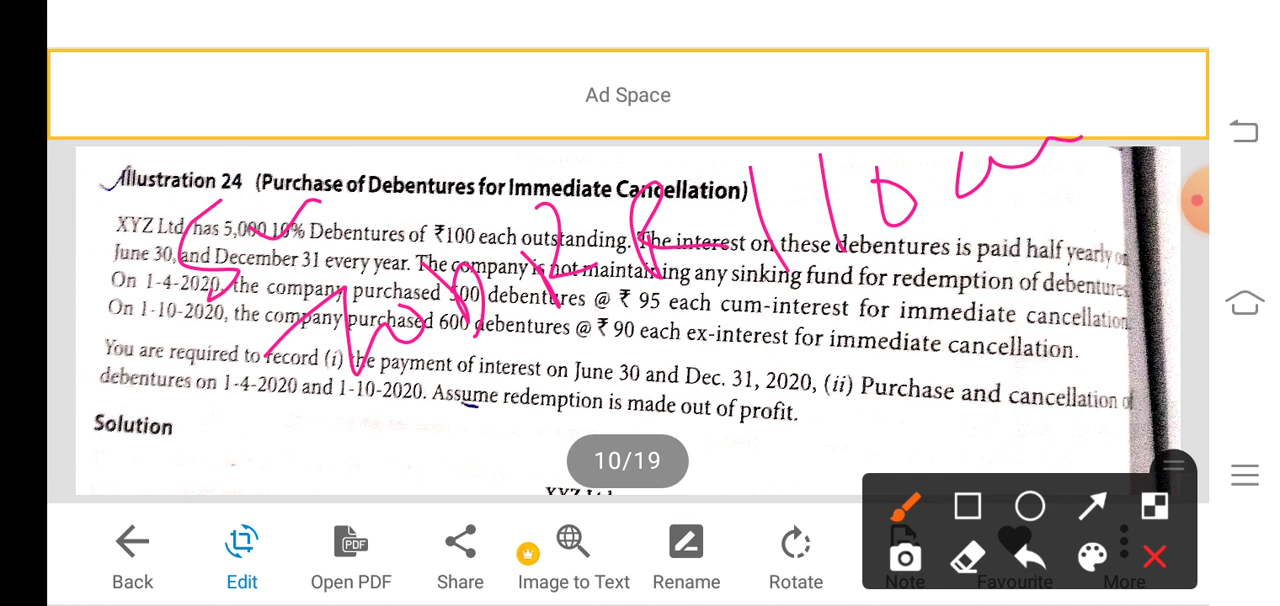 Ad Space
Illustration 24 (Purchase of Debentures for Immediate Cancellation)
XYZ Ltd. has 5,000 10% Debentures of ₹100 each outstanding. The interest on these debentures is paid half yearly on
June 30, and December 31 every year. The company is not maintaining any sinking fund for redemption of debentures.
On 1-4-2020, the company purchased 500 debentures @ ₹ 95 each cum-interest for immediate cancellation.
On 1-10-2020, the company purchased 600 debentures @ ₹ 90 each ex-interest for immediate cancellation.
You are required to record (i) the payment of interest on June 30 and Dec. 31, 2020, (ii) Purchase and cancellation of
debentures on 1-4-2020 and 1-10-2020. Assume redemption is made out of profit.
Solution
10/19
Back
Edit
Open PDF
Share
Image to Text
Rename
Rotate
Note
Favourite
More
PDF